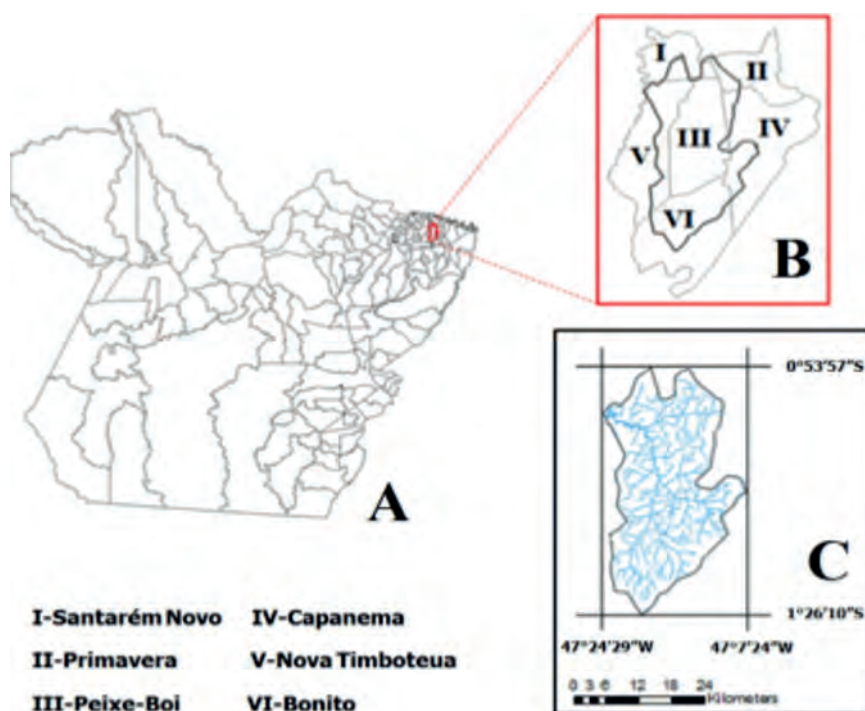 I
II
III
IV
V
VI
B
A
0°53'57"S
C
1°26'10"S
47°24'29"W 47°7'24"W
0 3 6 12 18 24
Kilometers
I-Santarém Novo IV-Capanema
II-Primavera V-Nova Timboteua
III-Peixe-Boi VI-Bonito